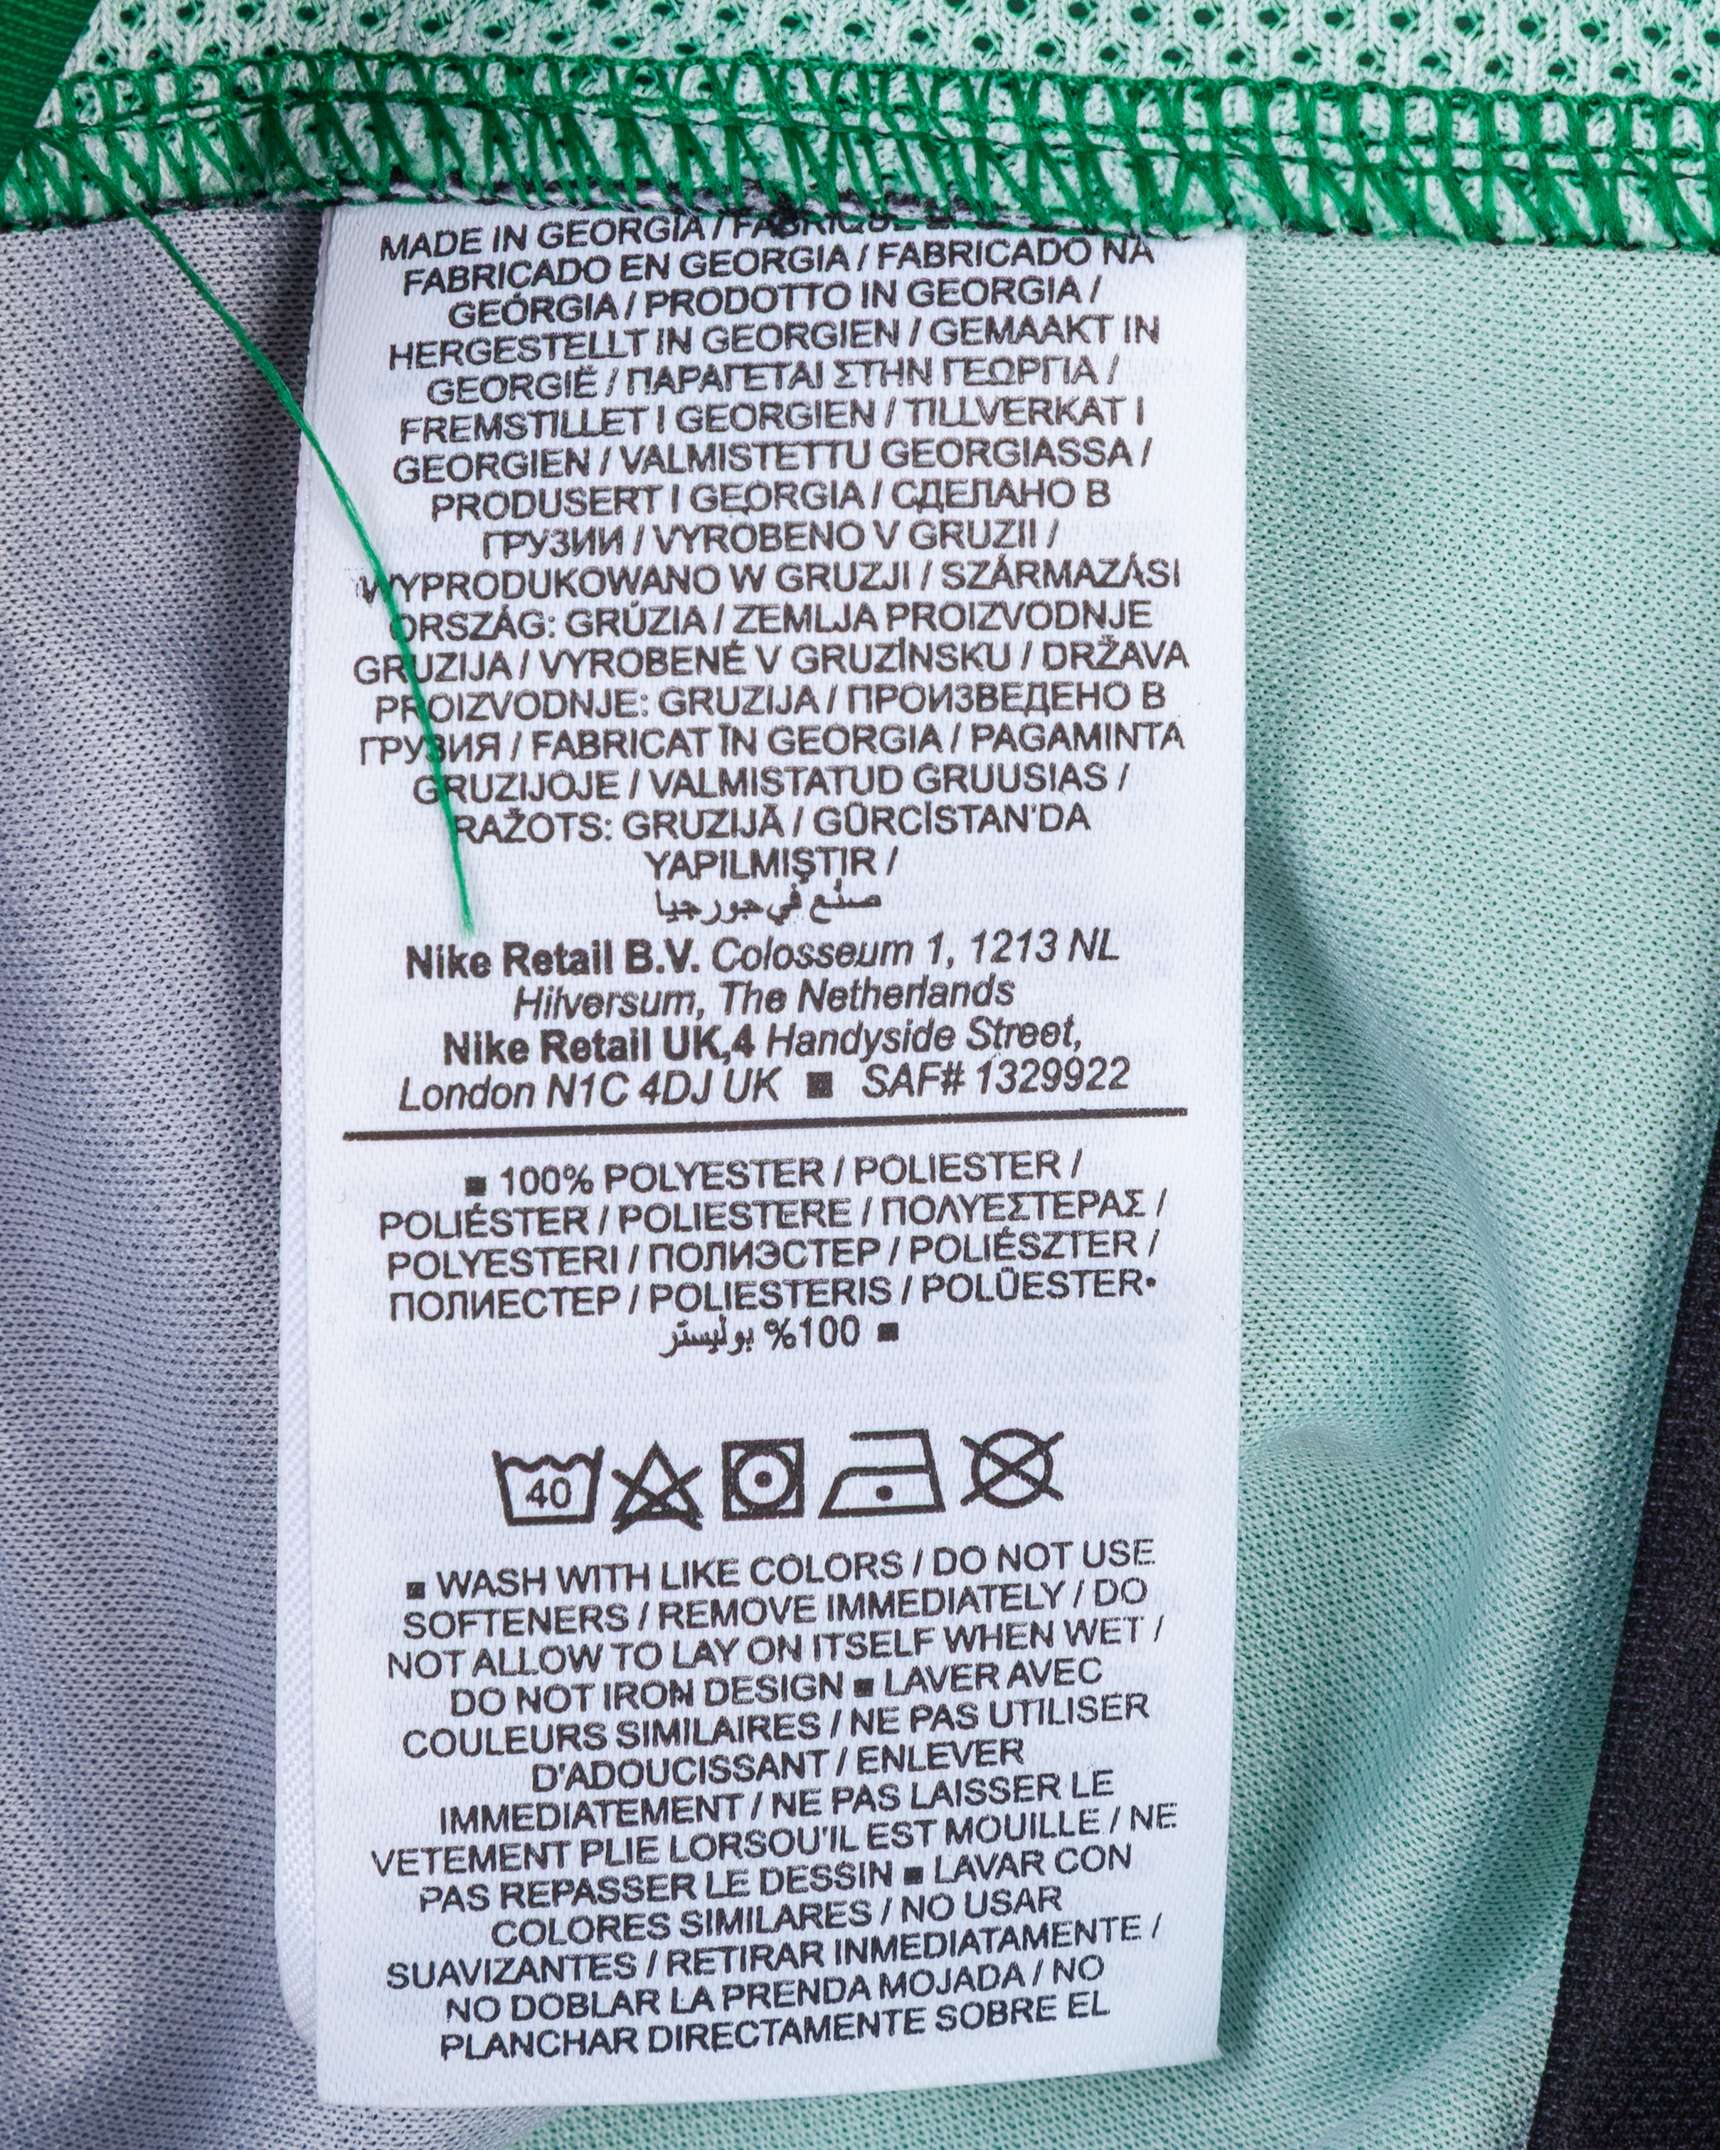 MADE IN GEORGIA / FABRIQUÉ
FABRICADO EN GEORGIA / FABRICADO NA
GEÓRGIA / PRODOTTO IN GEORGIA /
HERGESTELLT IN GEORGIEN / GEMAAKT IN
GEORGIË / ΠΑΡΑΓΕΤΑΙ ΣΤΗΝ ΓΕΩΡΓΙΑ /
FREMSTILLET I GEORGIEN / TILLVERKAT I
GEORGIEN / VALMISTETTU GEORGIASSA /
PRODUSERT I GEORGIA / СДЕЛАНО В
ГРУЗИИ / VYROBENO V GRUZII /
WYPRODUKOWANO W GRUZJI / SZÁRMAZÁSI
ORSZÁG: GRÚZIA / ZEMLJA PROIZVODNJE
GRUZIJA / VYROBENÉ V GRUZÍNSKU / DRŽAVA
PROIZVODNJE: GRUZIJA / ПРОИЗВЕДЕНО В
ГРУЗИЯ / FABRICAT ÎN GEORGIA / PAGAMINTA
GRUZIJOJE / VALMISTATUD GRUUSIAS /
RAŽOTS: GRUZIJĀ / GÜRCİSTAN'DA
YAPILMIŞTIR /
صنع في جورجيا
Nike Retail B.V. Colosseum 1, 1213 NL
Hilversum, The Netherlands
Nike Retail UK,4 Handyside Street,
London N1C 4DJ UK ■ SAF# 1329922
■ 100% POLYESTER / POLIESTER /
POLIÉSTER / POLIESTERE / ΠΟΛΥΕΣΤΕΡΑΣ /
POLYESTERI / ПОЛИЭСТЕР / POLIÉSZTER /
ПОЛИЕСТЕР / POLIESTERIS / POLÜESTER•
■ 100% بوليستر
40
■ WASH WITH LIKE COLORS / DO NOT USE
SOFTENERS / REMOVE IMMEDIATELY / DO
NOT ALLOW TO LAY ON ITSELF WHEN WET /
DO NOT IRON DESIGN ■ LAVER AVEC
COULEURS SIMILAIRES / NE PAS UTILISER
D'ADOUCISSANT / ENLEVER
IMMEDIATEMENT / NE PAS LAISSER LE
VETEMENT PLIE LORSQU'IL EST MOUILLE / NE
PAS REPASSER LE DESSIN ■ LAVAR CON
COLORES SIMILARES / NO USAR
SUAVIZANTES / RETIRAR INMEDIATAMENTE /
NO DOBLAR LA PRENDA MOJADA / NO
PLANCHAR DIRECTAMENTE SOBRE EL